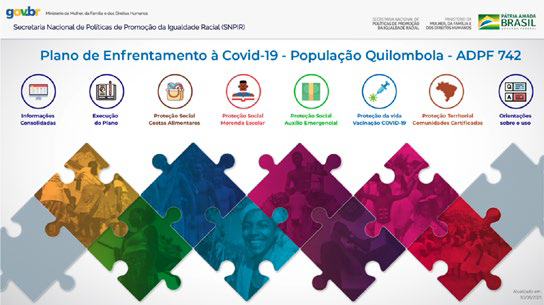 gov.br
Ministério da Mulher, da Família e dos Direitos Humanos
Secretaria Nacional de Políticas de Promoção da Igualdade Racial (SNPIR)
SECRETARIA NACIONAL DE
POLÍTICAS DE PROMOÇÃO
DA IGUALDADE RACIAL
MINISTÉRIO DA
MULHER, DA FAMÍLIA E
DOS DIREITOS HUMANOS
PÁTRIA AMADA
BRASIL
GOVERNO FEDERAL
Plano de Enfrentamento à Covid-19 - População Quilombola - ADPF 742
Informações
Consolidadas
Execução
do Plano
Proteção Social
Cestas Alimentares
Proteção Social
Merenda Escolar
Proteção Social
Auxílio Emergencial
Proteção da vida
Vacinação COVID-19
Proteção Territorial
Comunidades Certificadas
Orientações
sobre o uso
Q
A
Atualizado em: